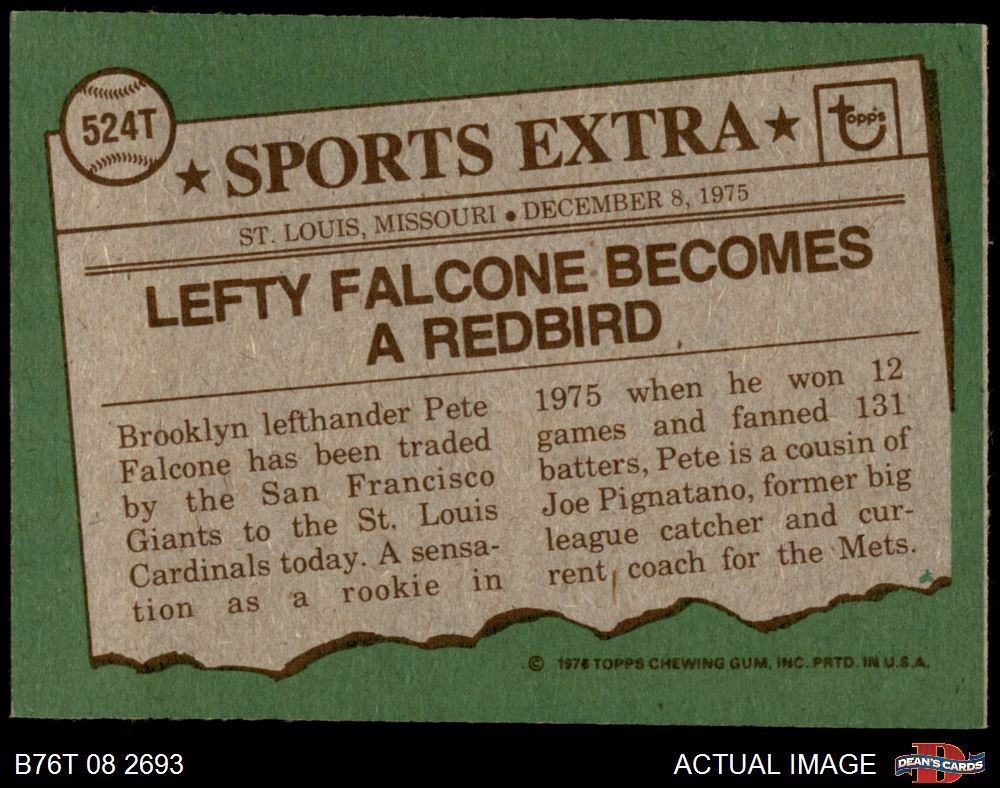 524T
★ SPORTS EXTRA ★
Topps
ST. LOUIS, MISSOURI • DECEMBER 8, 1975
LEFTY FALCONE BECOMES
A REDBIRD
Brooklyn lefthander Pete
Falcone has been traded
by the San Francisco
Giants to the St. Louis
Cardinals today. A sensa-
tion as a rookie in
1975 when he won 12
games and fanned 131
batters, Pete is a cousin of
Joe Pignatano, former big
league catcher and cur-
rent coach for the Mets.
© 1976 TOPPS CHEWING GUM, INC. PRTD. IN U.S.A.
B76T 08 2693
ACTUAL IMAGE
D
DEAN'S CARDS